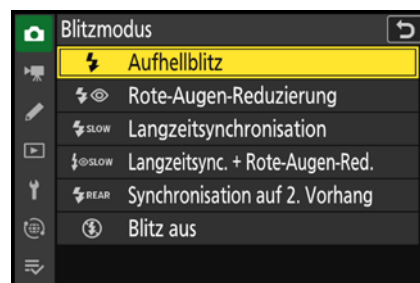 Blitzmodus
Aufhellblitz
Rote-Augen-Reduzierung
SLOW Langzeitsynchronisation
SLOW Langzeitsync. + Rote-Augen-Red.
REAR Synchronisation auf 2. Vorhang
Blitz aus